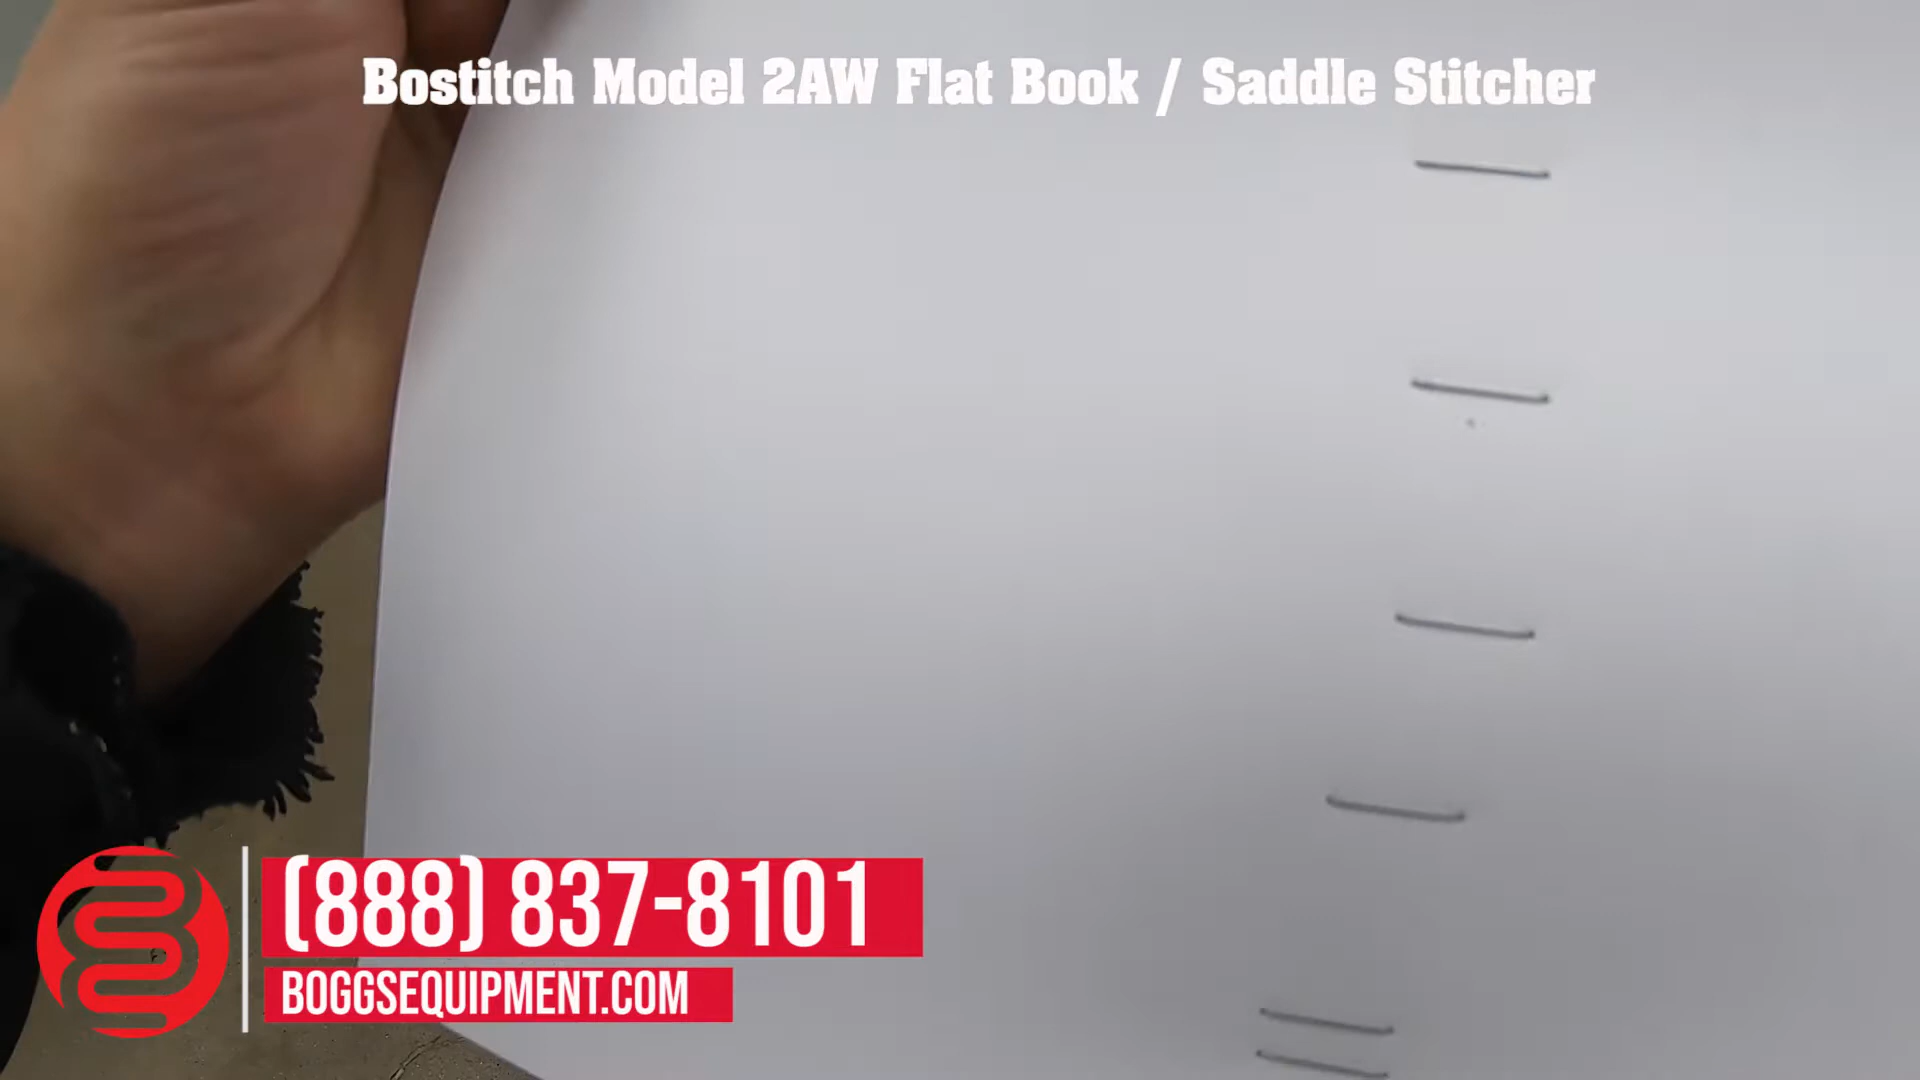 Bostitch Model 2AW Flat Book / Saddle Stitcher
(888) 837-8101
BOGGSEQUIPMENT.COM